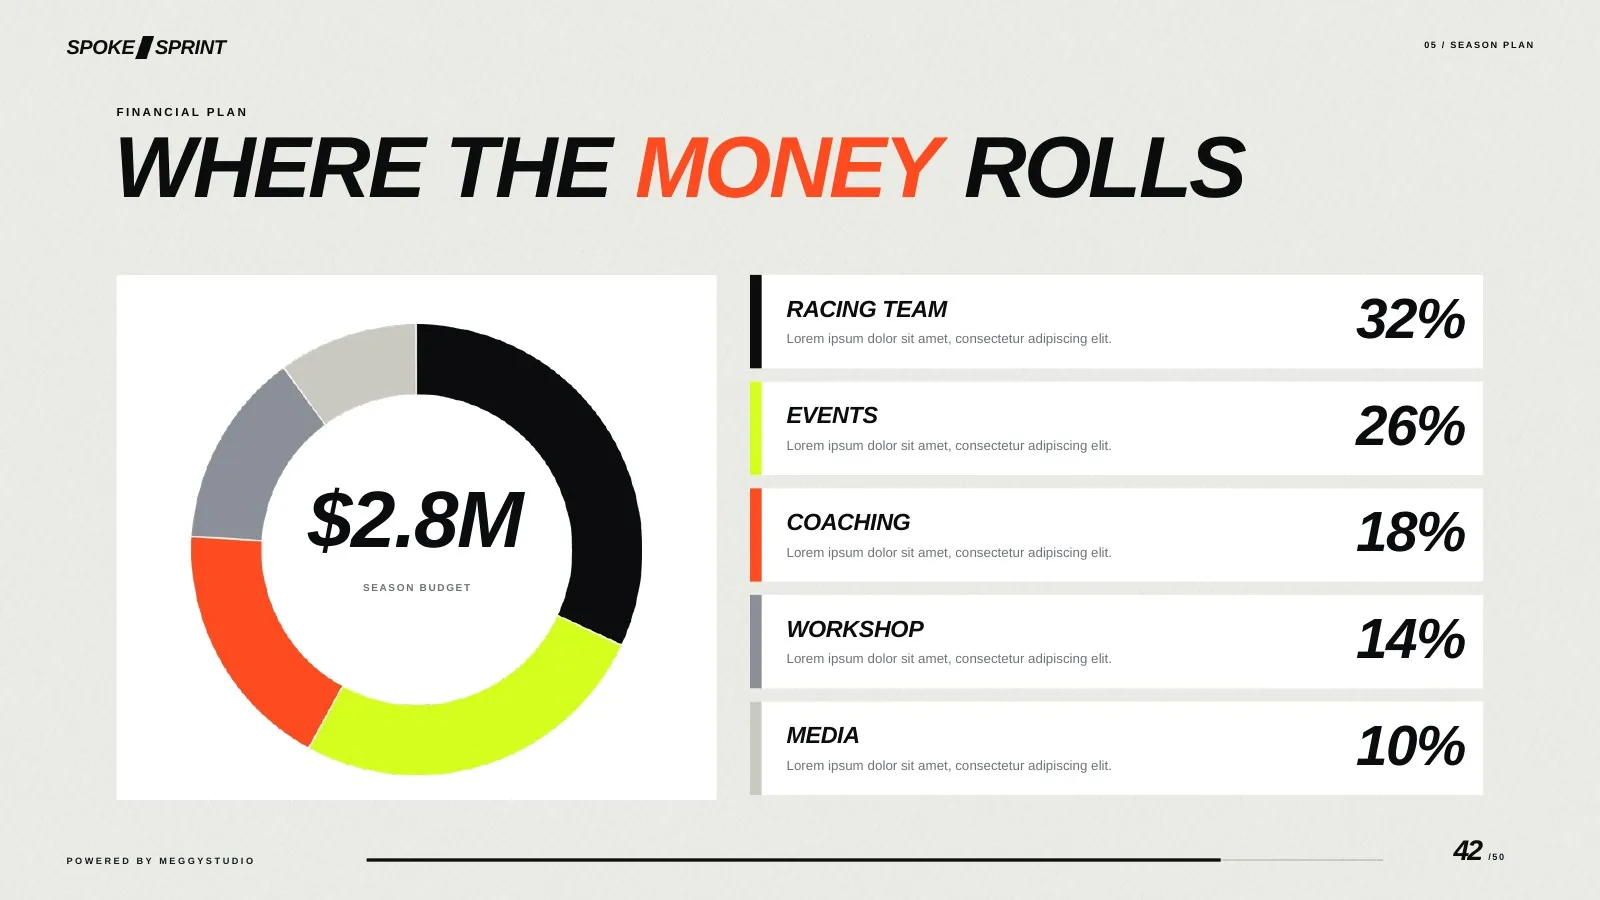 SPOKE SPRINT
05 / SEASON PLAN
FINANCIAL PLAN
WHERE THE MONEY ROLLS
$2.8M
SEASON BUDGET
RACING TEAM
Lorem ipsum dolor sit amet, consectetur adipiscing elit.
32%
EVENTS
Lorem ipsum dolor sit amet, consectetur adipiscing elit.
26%
COACHING
Lorem ipsum dolor sit amet, consectetur adipiscing elit.
18%
WORKSHOP
Lorem ipsum dolor sit amet, consectetur adipiscing elit.
14%
MEDIA
Lorem ipsum dolor sit amet, consectetur adipiscing elit.
10%
POWERED BY MEGGYSTUDIO
42 /50